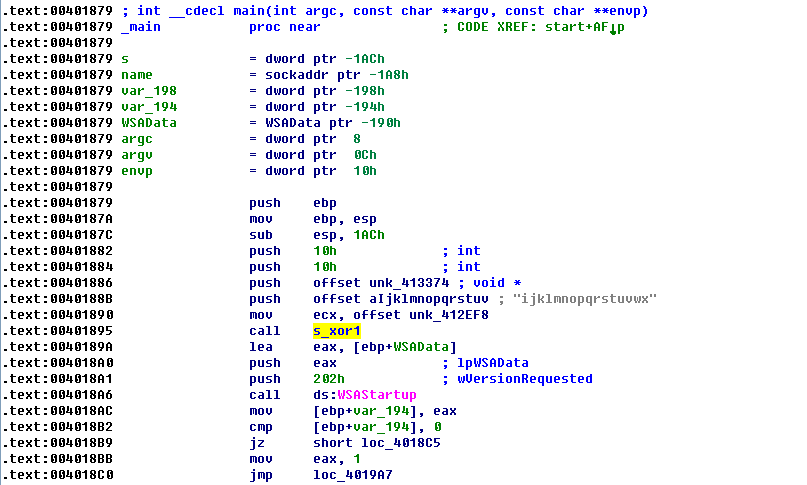 .text:00401879 ; int __cdecl main(int argc, const char **argv, const char **envp)
.text:00401879 _main proc near ; CODE XREF: start+AF↓p
.text:00401879
.text:00401879 s = dword ptr -1ACh
.text:00401879 name = sockaddr ptr -1A8h
.text:00401879 var_198 = dword ptr -198h
.text:00401879 var_194 = dword ptr -194h
.text:00401879 WSAData = WSAData ptr -190h
.text:00401879 argc = dword ptr 8
.text:00401879 argv = dword ptr 0Ch
.text:00401879 envp = dword ptr 10h
.text:00401879
.text:00401879 push ebp
.text:0040187A mov ebp, esp
.text:0040187C sub esp, 1ACh
.text:00401882 push 10h ; int
.text:00401884 push 10h ; int
.text:00401886 push offset unk_413374 ; void *
.text:0040188B push offset aIjklmnopqrstuv ; "ijklmnopqrstuvwx"
.text:00401890 mov ecx, offset unk_412EF8
.text:00401895 call s_xor1
.text:0040189A lea eax, [ebp+WSAData]
.text:004018A0 push eax ; lpWSAData
.text:004018A1 push 202h ; wVersionRequested
.text:004018A6 call ds:WSAStartup
.text:004018AC mov [ebp+var_194], eax
.text:004018B2 cmp [ebp+var_194], 0
.text:004018B9 jz short loc_4018C5
.text:004018BB mov eax, 1
.text:004018C0 jmp loc_4019A7